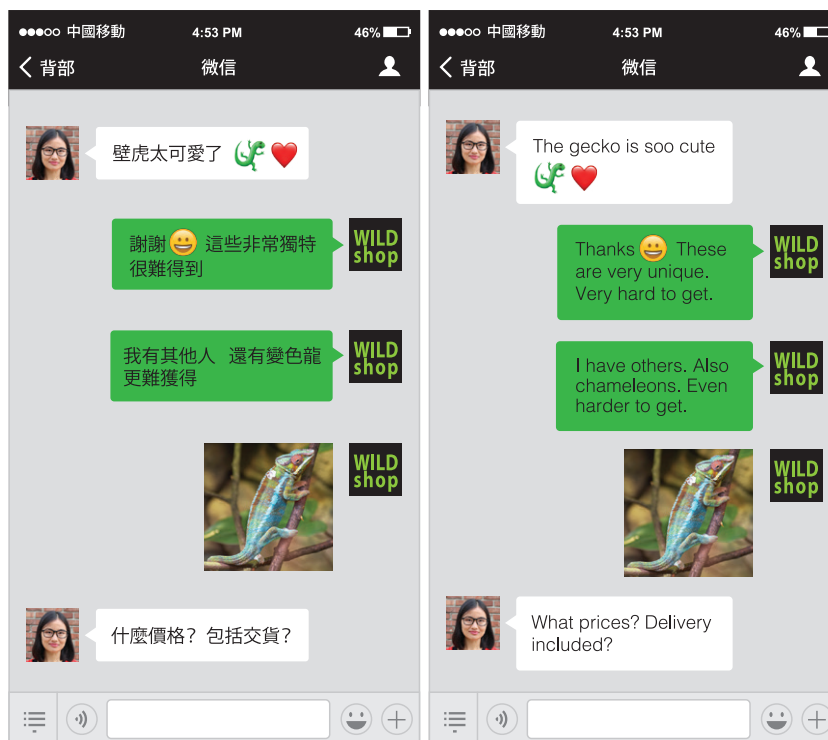 ●●●○○ 中國移動 4:53 PM 46%
背部 微信
壁虎太可愛了
謝謝 這些非常獨特
很難得到
WILD
shop
我有其他人 還有變色龍
更難獲得
WILD
shop
WILD
shop
什麼價格？包括交貨？
●●●○○ 中國移動 4:53 PM 46%
背部 微信
The gecko is soo cute
Thanks These
are very unique.
Very hard to get.
WILD
shop
I have others. Also
chameleons. Even
harder to get.
WILD
shop
WILD
shop
What prices? Delivery
included?